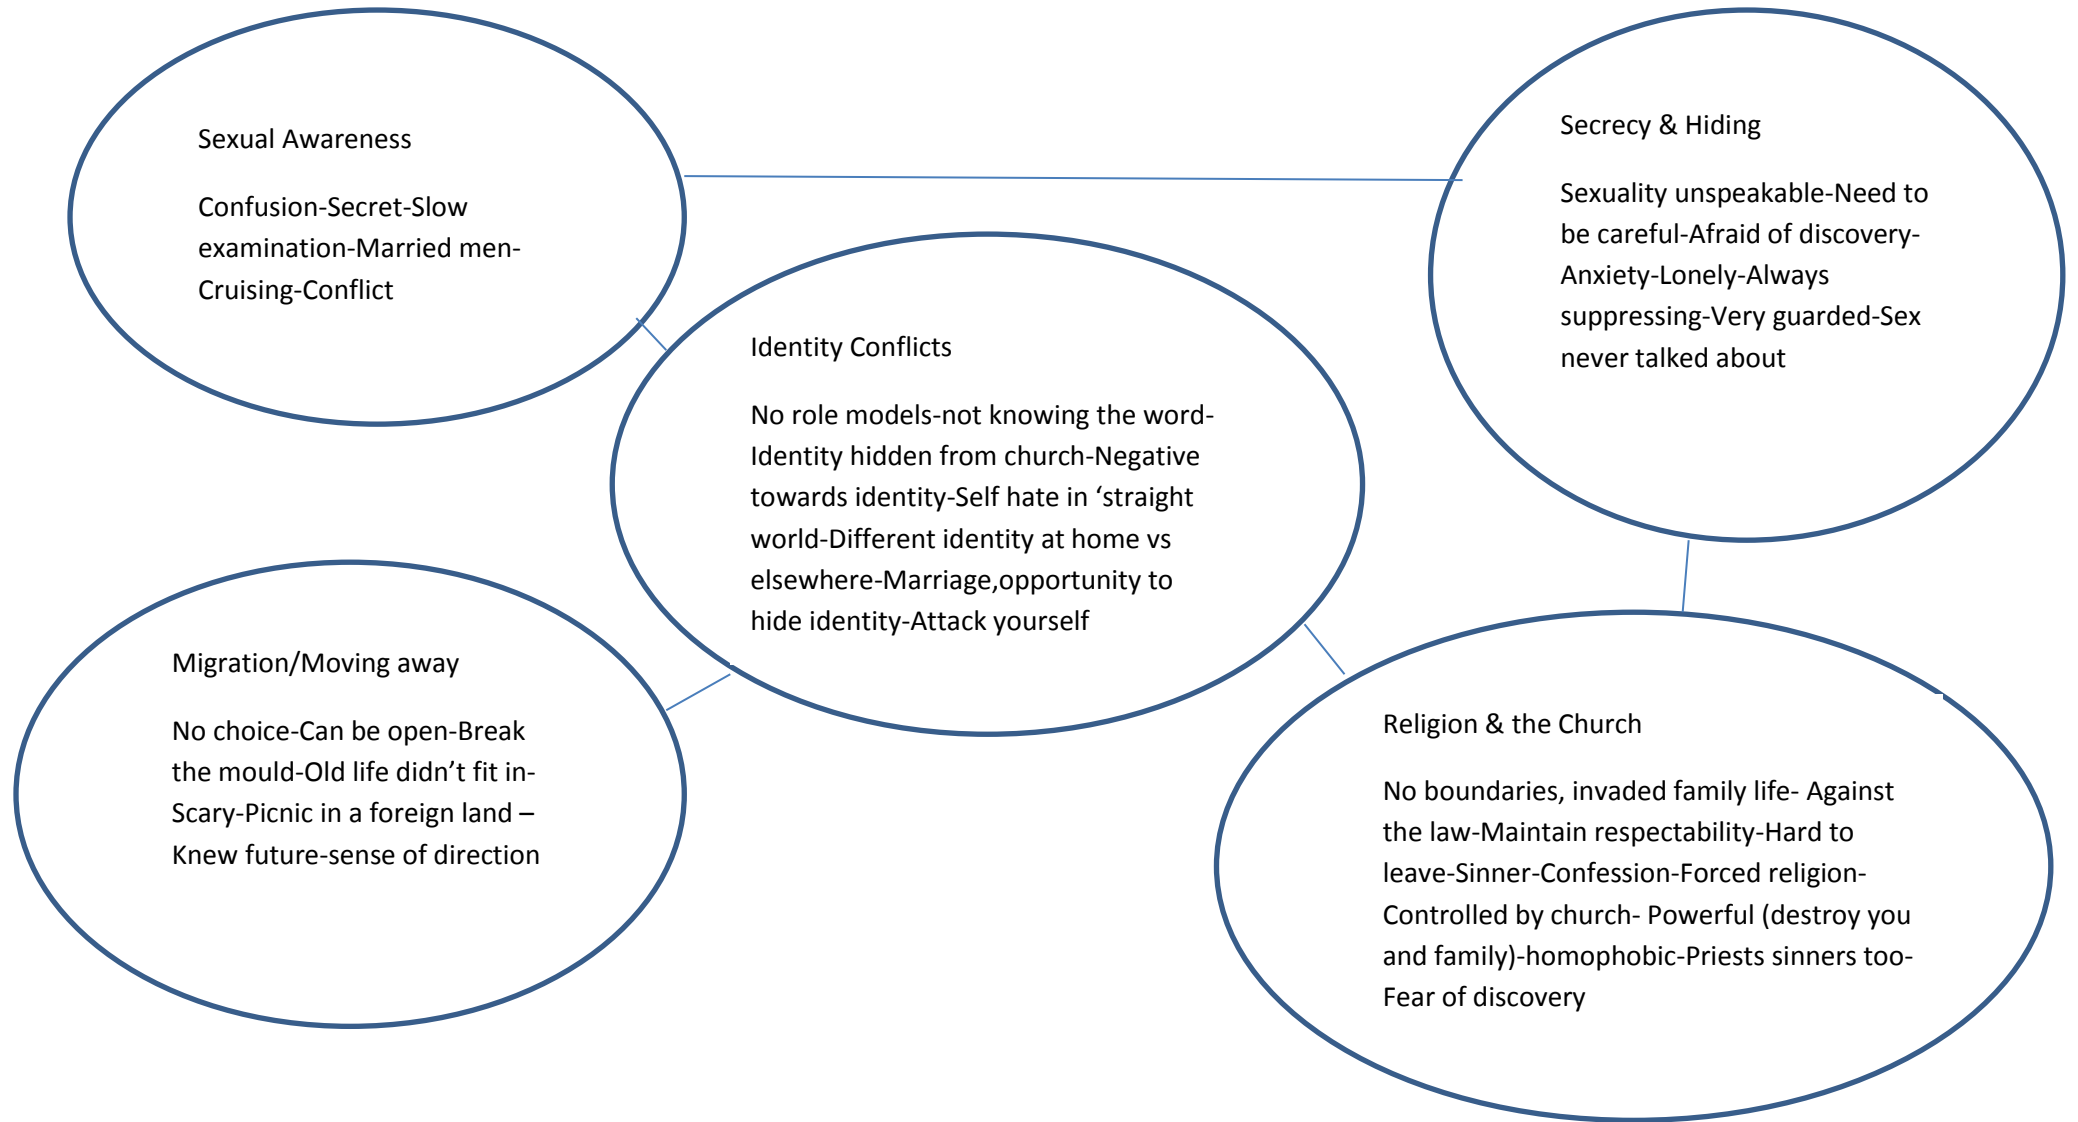 Sexual Awareness
Confusion-Secret-Slow
examination-Married men-
Cruising-Conflict
Secrecy & Hiding
Sexuality unspeakable-Need to
be careful-Afraid of discovery-
Anxiety-Lonely-Always
suppressing-Very guarded-Sex
never talked about
Identity Conflicts
No role models-not knowing the word-
Identity hidden from church-Negative
towards identity-Self hate in ‘straight
world-Different identity at home vs
elsewhere-Marriage,opportunity to
hide identity-Attack yourself
Migration/Moving away
No choice-Can be open-Break
the mould-Old life didn’t fit in-
Scary-Picnic in a foreign land –
Knew future-sense of direction
Religion & the Church
No boundaries, invaded family life- Against
the law-Maintain respectability-Hard to
leave-Sinner-Confession-Forced religion-
Controlled by church- Powerful (destroy you
and family)-homophobic-Priests sinners too-
Fear of discovery